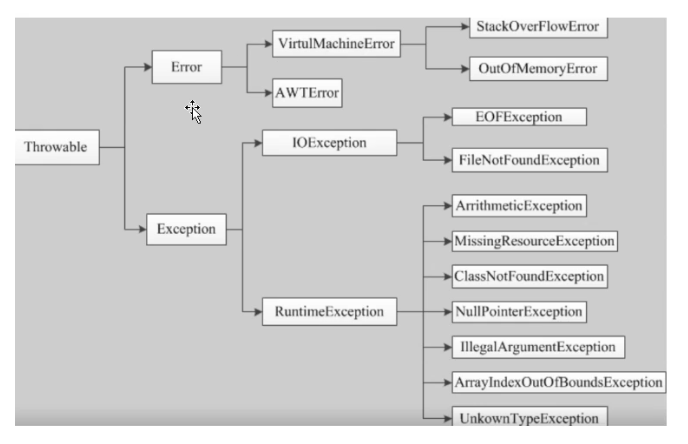 StackOverFlowError
VirtulMachineError
Error
OutOfMemoryError
AWTError
EOFException
Throwable
IOException
FileNotFoundException
ArrithmeticException
Exception
MissingResourceException
ClassNotFoundException
RuntimeException
NullPointerException
IllegalArgumentException
ArrayIndexOutOfBoundsException
UnkownTypeException